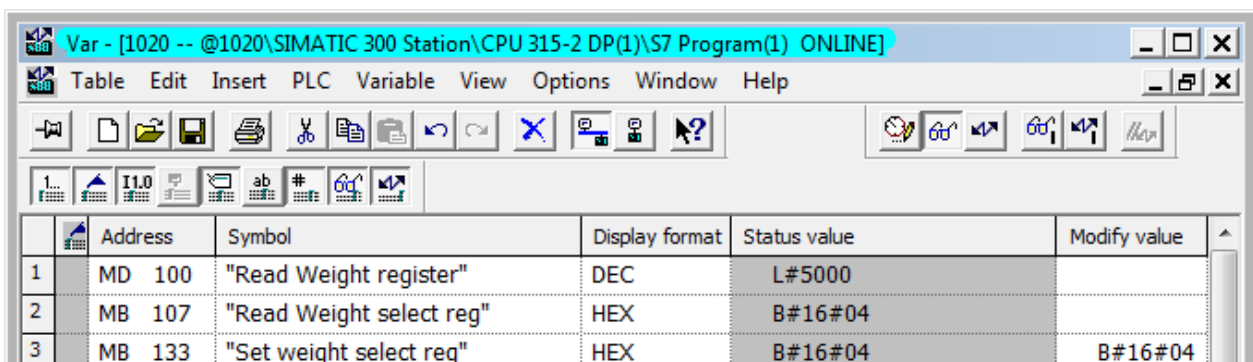 Var - [1020 -- @1020\SIMATIC 300 Station\CPU 315-2 DP(1)\S7 Program(1) ONLINE]
Table Edit Insert PLC Variable View Options Window Help
Address Symbol Display format Status value Modify value
1 MD 100 "Read Weight register" DEC L#5000
2 MB 107 "Read Weight select reg" HEX B#16#04
3 MB 133 "Set weight select reg" HEX B#16#04 B#16#04